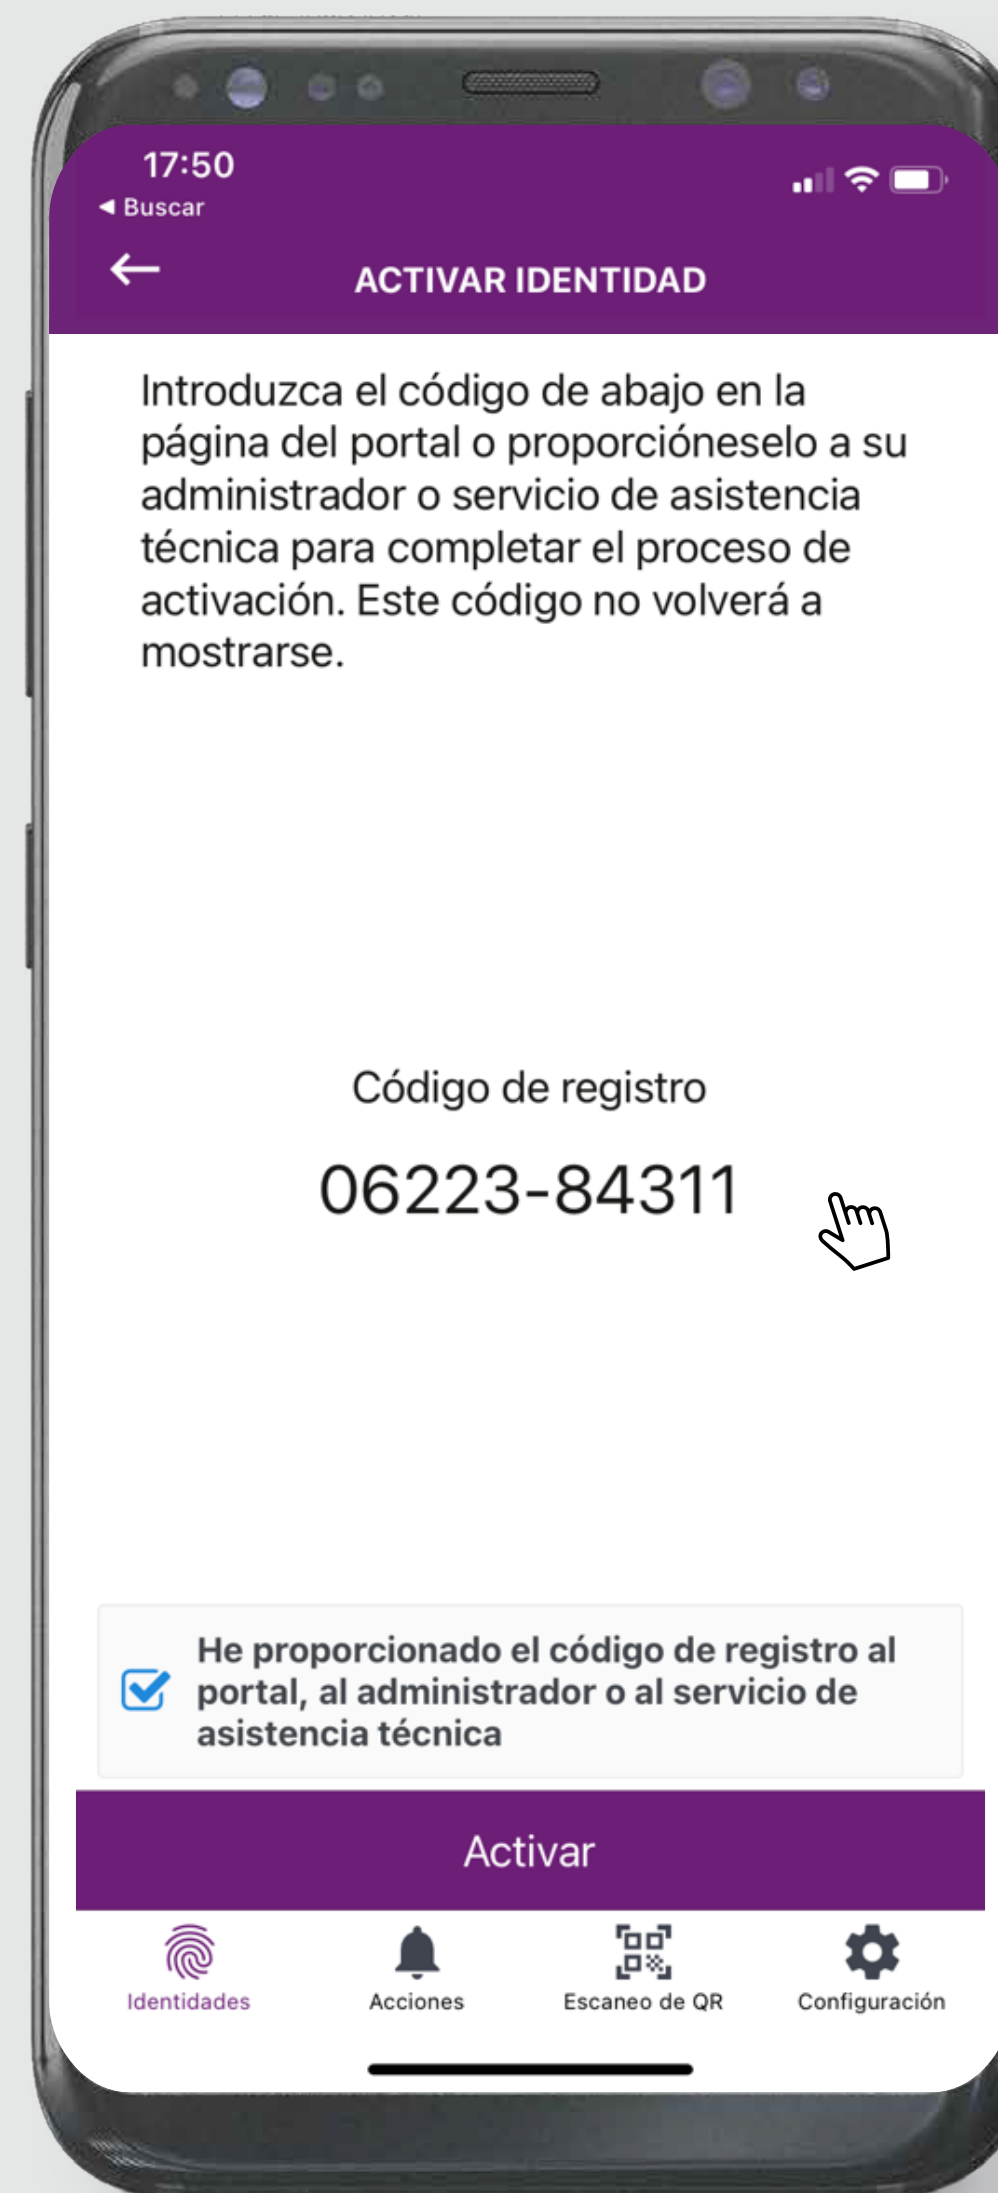 17:50
◀ Buscar
ACTIVAR IDENTIDAD
Introduzca el código de abajo en la
página del portal o proporcióneselo a su
administrador o servicio de asistencia
técnica para completar el proceso de
activación. Este código no volverá a
mostrarse.
Código de registro
06223-84311
He proporcionado el código de registro al
portal, al administrador o al servicio de
asistencia técnica
Activar
Identidades Acciones Escaneo de QR Configuración